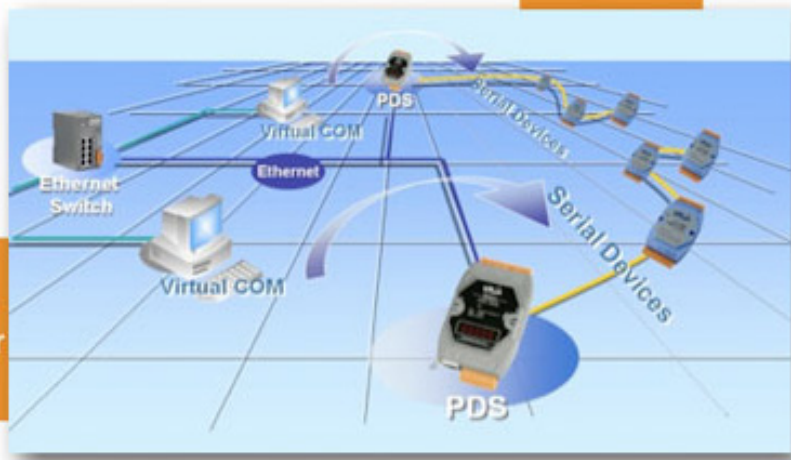 PDS
Serial Devices
Virtual COM
Ethernet
Ethernet
Switch
Virtual COM
Serial Devices
PDS